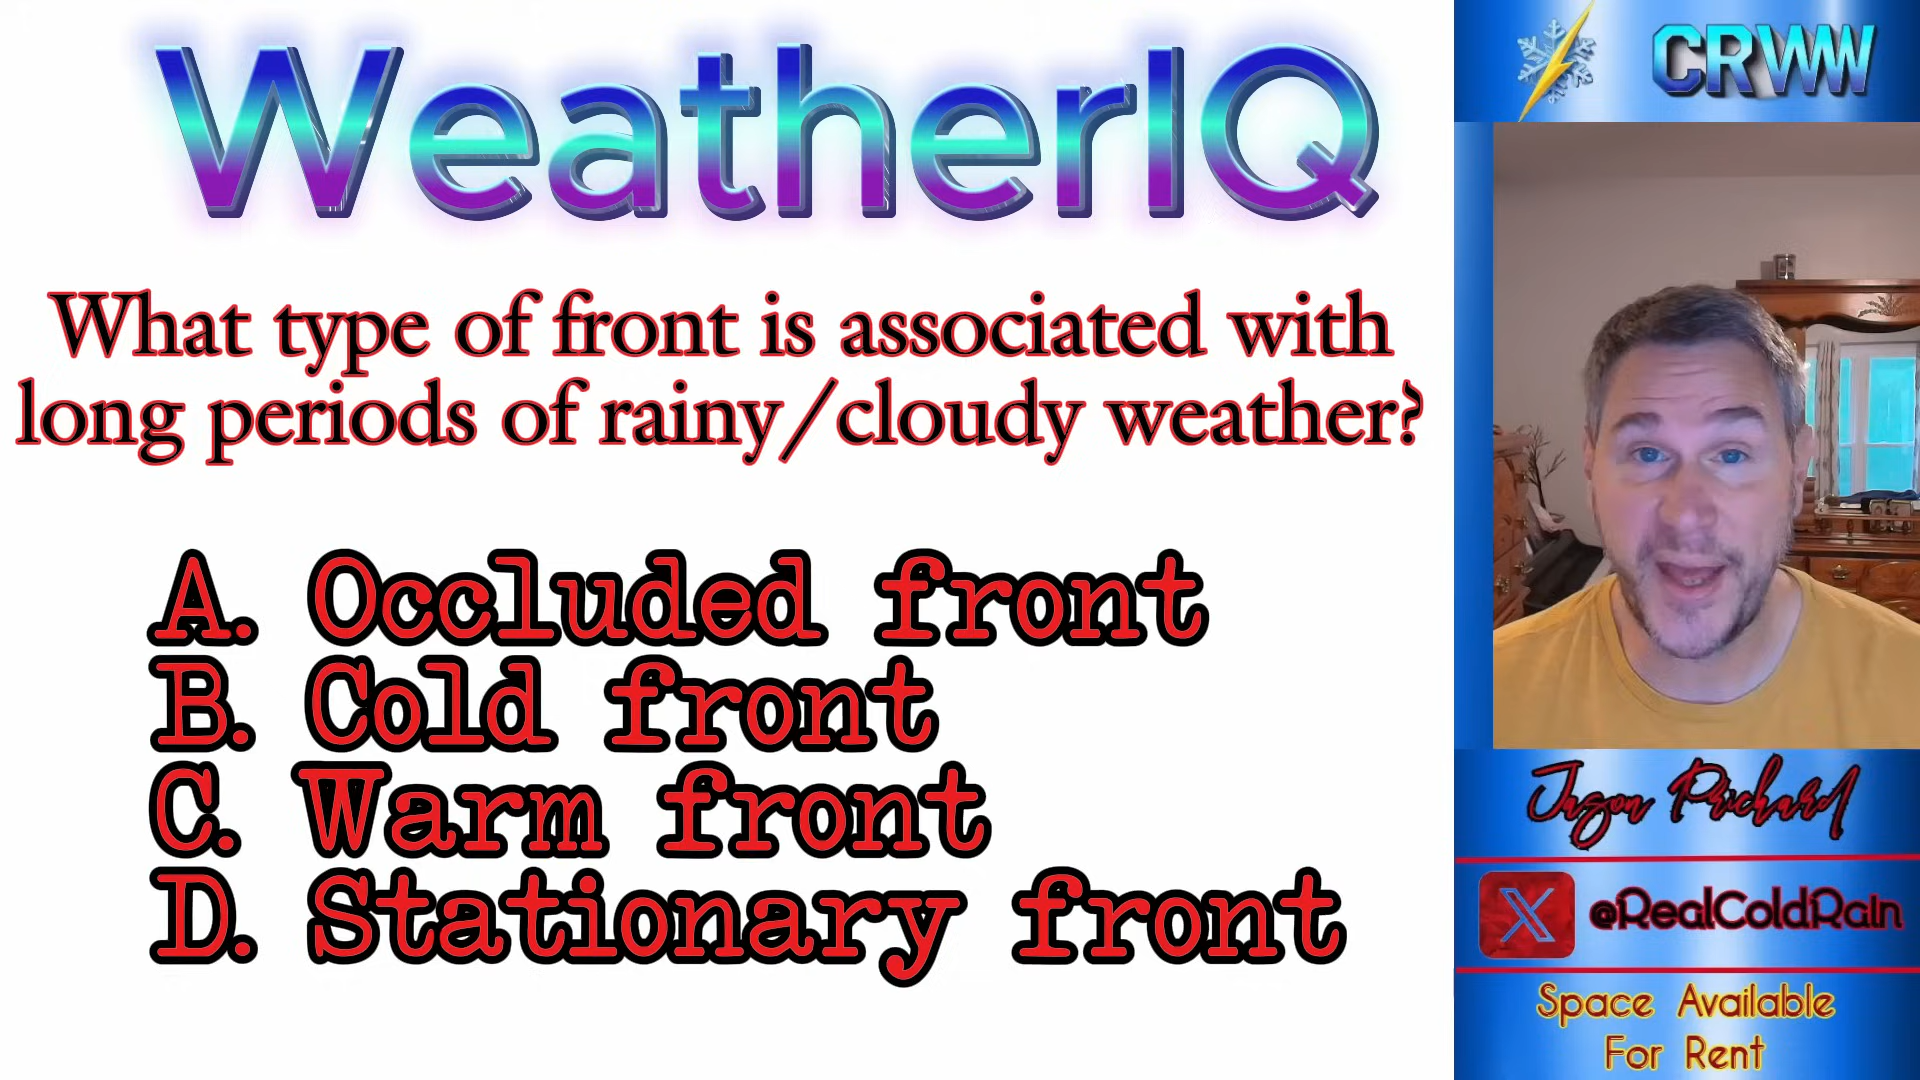 WeatherIQ
What type of front is associated with
long periods of rainy/cloudy weather?
A. Occluded front
B. Cold front
C. Warm front
D. Stationary front
CRWW
Jason Prichard
X @RealColdRain
Space Available
For Rent